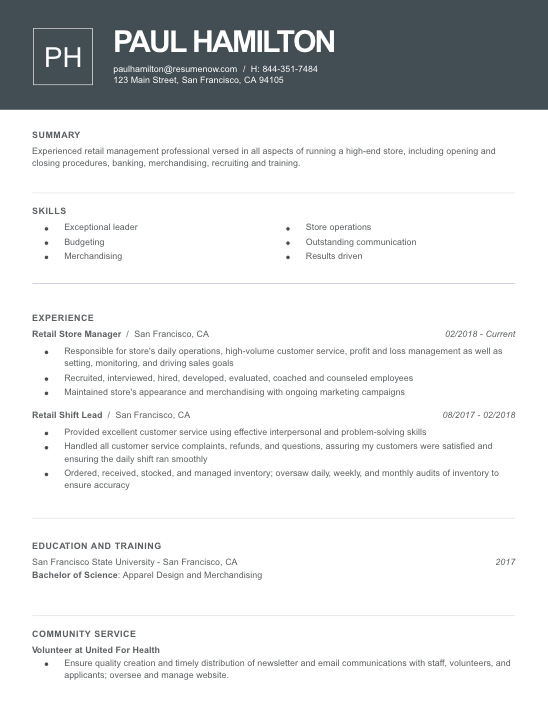 PH
PAUL HAMILTON
paulhamilton@resumenow.com / H: 844-351-7484
123 Main Street, San Francisco, CA 94105
SUMMARY
Experienced retail management professional versed in all aspects of running a high-end store, including opening and
closing procedures, banking, merchandising, recruiting and training.
SKILLS
• Exceptional leader
• Budgeting
• Merchandising
• Store operations
• Outstanding communication
• Results driven
EXPERIENCE
Retail Store Manager / San Francisco, CA 02/2018 - Current
• Responsible for store's daily operations, high-volume customer service, profit and loss management as well as
setting, monitoring, and driving sales goals
• Recruited, interviewed, hired, developed, evaluated, coached and counseled employees
• Maintained store's appearance and merchandising with ongoing marketing campaigns
Retail Shift Lead / San Francisco, CA 08/2017 - 02/2018
• Provided excellent customer service using effective interpersonal and problem-solving skills
• Handled all customer service complaints, refunds, and questions, assuring my customers were satisfied and
ensuring the daily shift ran smoothly
• Ordered, received, stocked, and managed inventory; oversaw daily, weekly, and monthly audits of inventory to
ensure accuracy
EDUCATION AND TRAINING
San Francisco State University - San Francisco, CA 2017
Bachelor of Science: Apparel Design and Merchandising
COMMUNITY SERVICE
Volunteer at United For Health
• Ensure quality creation and timely distribution of newsletter and email communications with staff, volunteers, and
applicants; oversee and manage website.